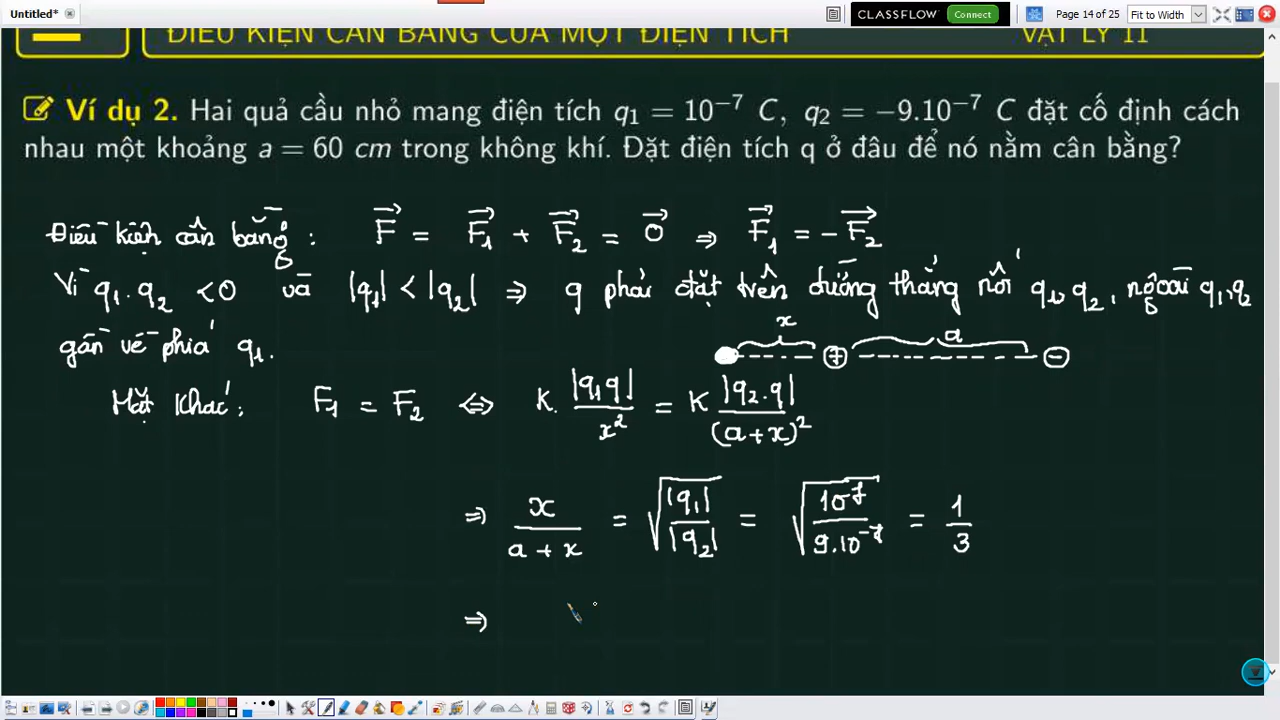 Untitled*
CLASSFLOW Connect
Page 14 of 25
Fit to Width
ĐIỀU KIỆN CÂN BẰNG CỦA MỘT ĐIỆN TÍCH
VẬT LÝ 11
Ví dụ 2. Hai quả cầu nhỏ mang điện tích q₁ = 10⁻⁷ C, q₂ = −9.10⁻⁷ C đặt cố định cách
nhau một khoảng a = 60 cm trong không khí. Đặt điện tích q ở đâu để nó nằm cân bằng?
Điều kiện cân bằng : F⃗ = F⃗₁ + F⃗₂ = 0⃗ ⇒ F⃗₁ = −F⃗₂
Vì q₁.q₂ < 0 và |q₁| < |q₂| ⇒ q phải đặt trên đường thẳng nối q₁, q₂, ngoài q₁, q₂
gần về phía q₁.
x a
+ −
Mặt khác: F₁ = F₂ ⇔ K. |q₁q| / x² = K |q₂.q| / (a+x)²
⇒ x / (a + x) = √(|q₁| / |q₂|) = √(10⁻⁷ / 9.10⁻⁷) = 1/3
⇒